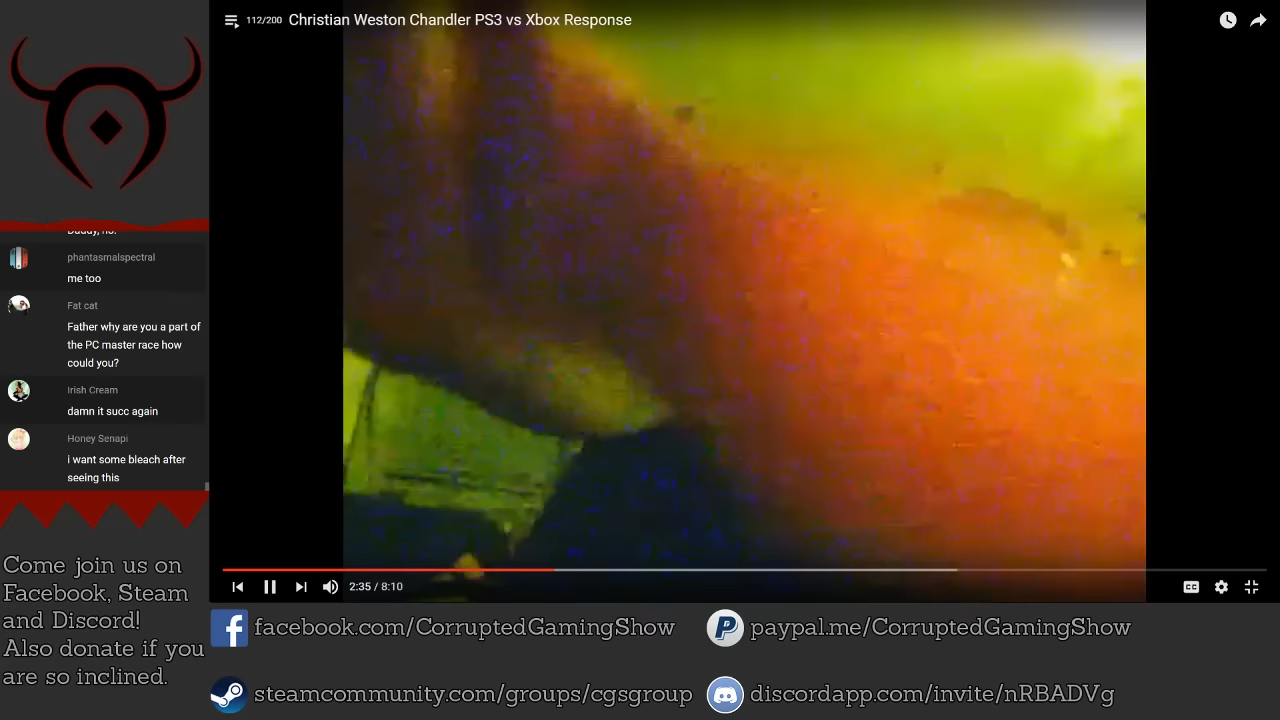 112/200 Christian Weston Chandler PS3 vs Xbox Response
Daddy, no.
phantasmalspectral
me too
Fat cat
Father why are you a part of
the PC master race how
could you?
Irish Cream
damn it succ again
Honey Senapi
i want some bleach after
seeing this
2:35 / 8:10
CC
Come join us on
Facebook, Steam
and Discord!
Also donate if you
are so inclined.
facebook.com/CorruptedGamingShow
paypal.me/CorruptedGamingShow
steamcommunity.com/groups/cgsgroup
discordapp.com/invite/nRBADVg